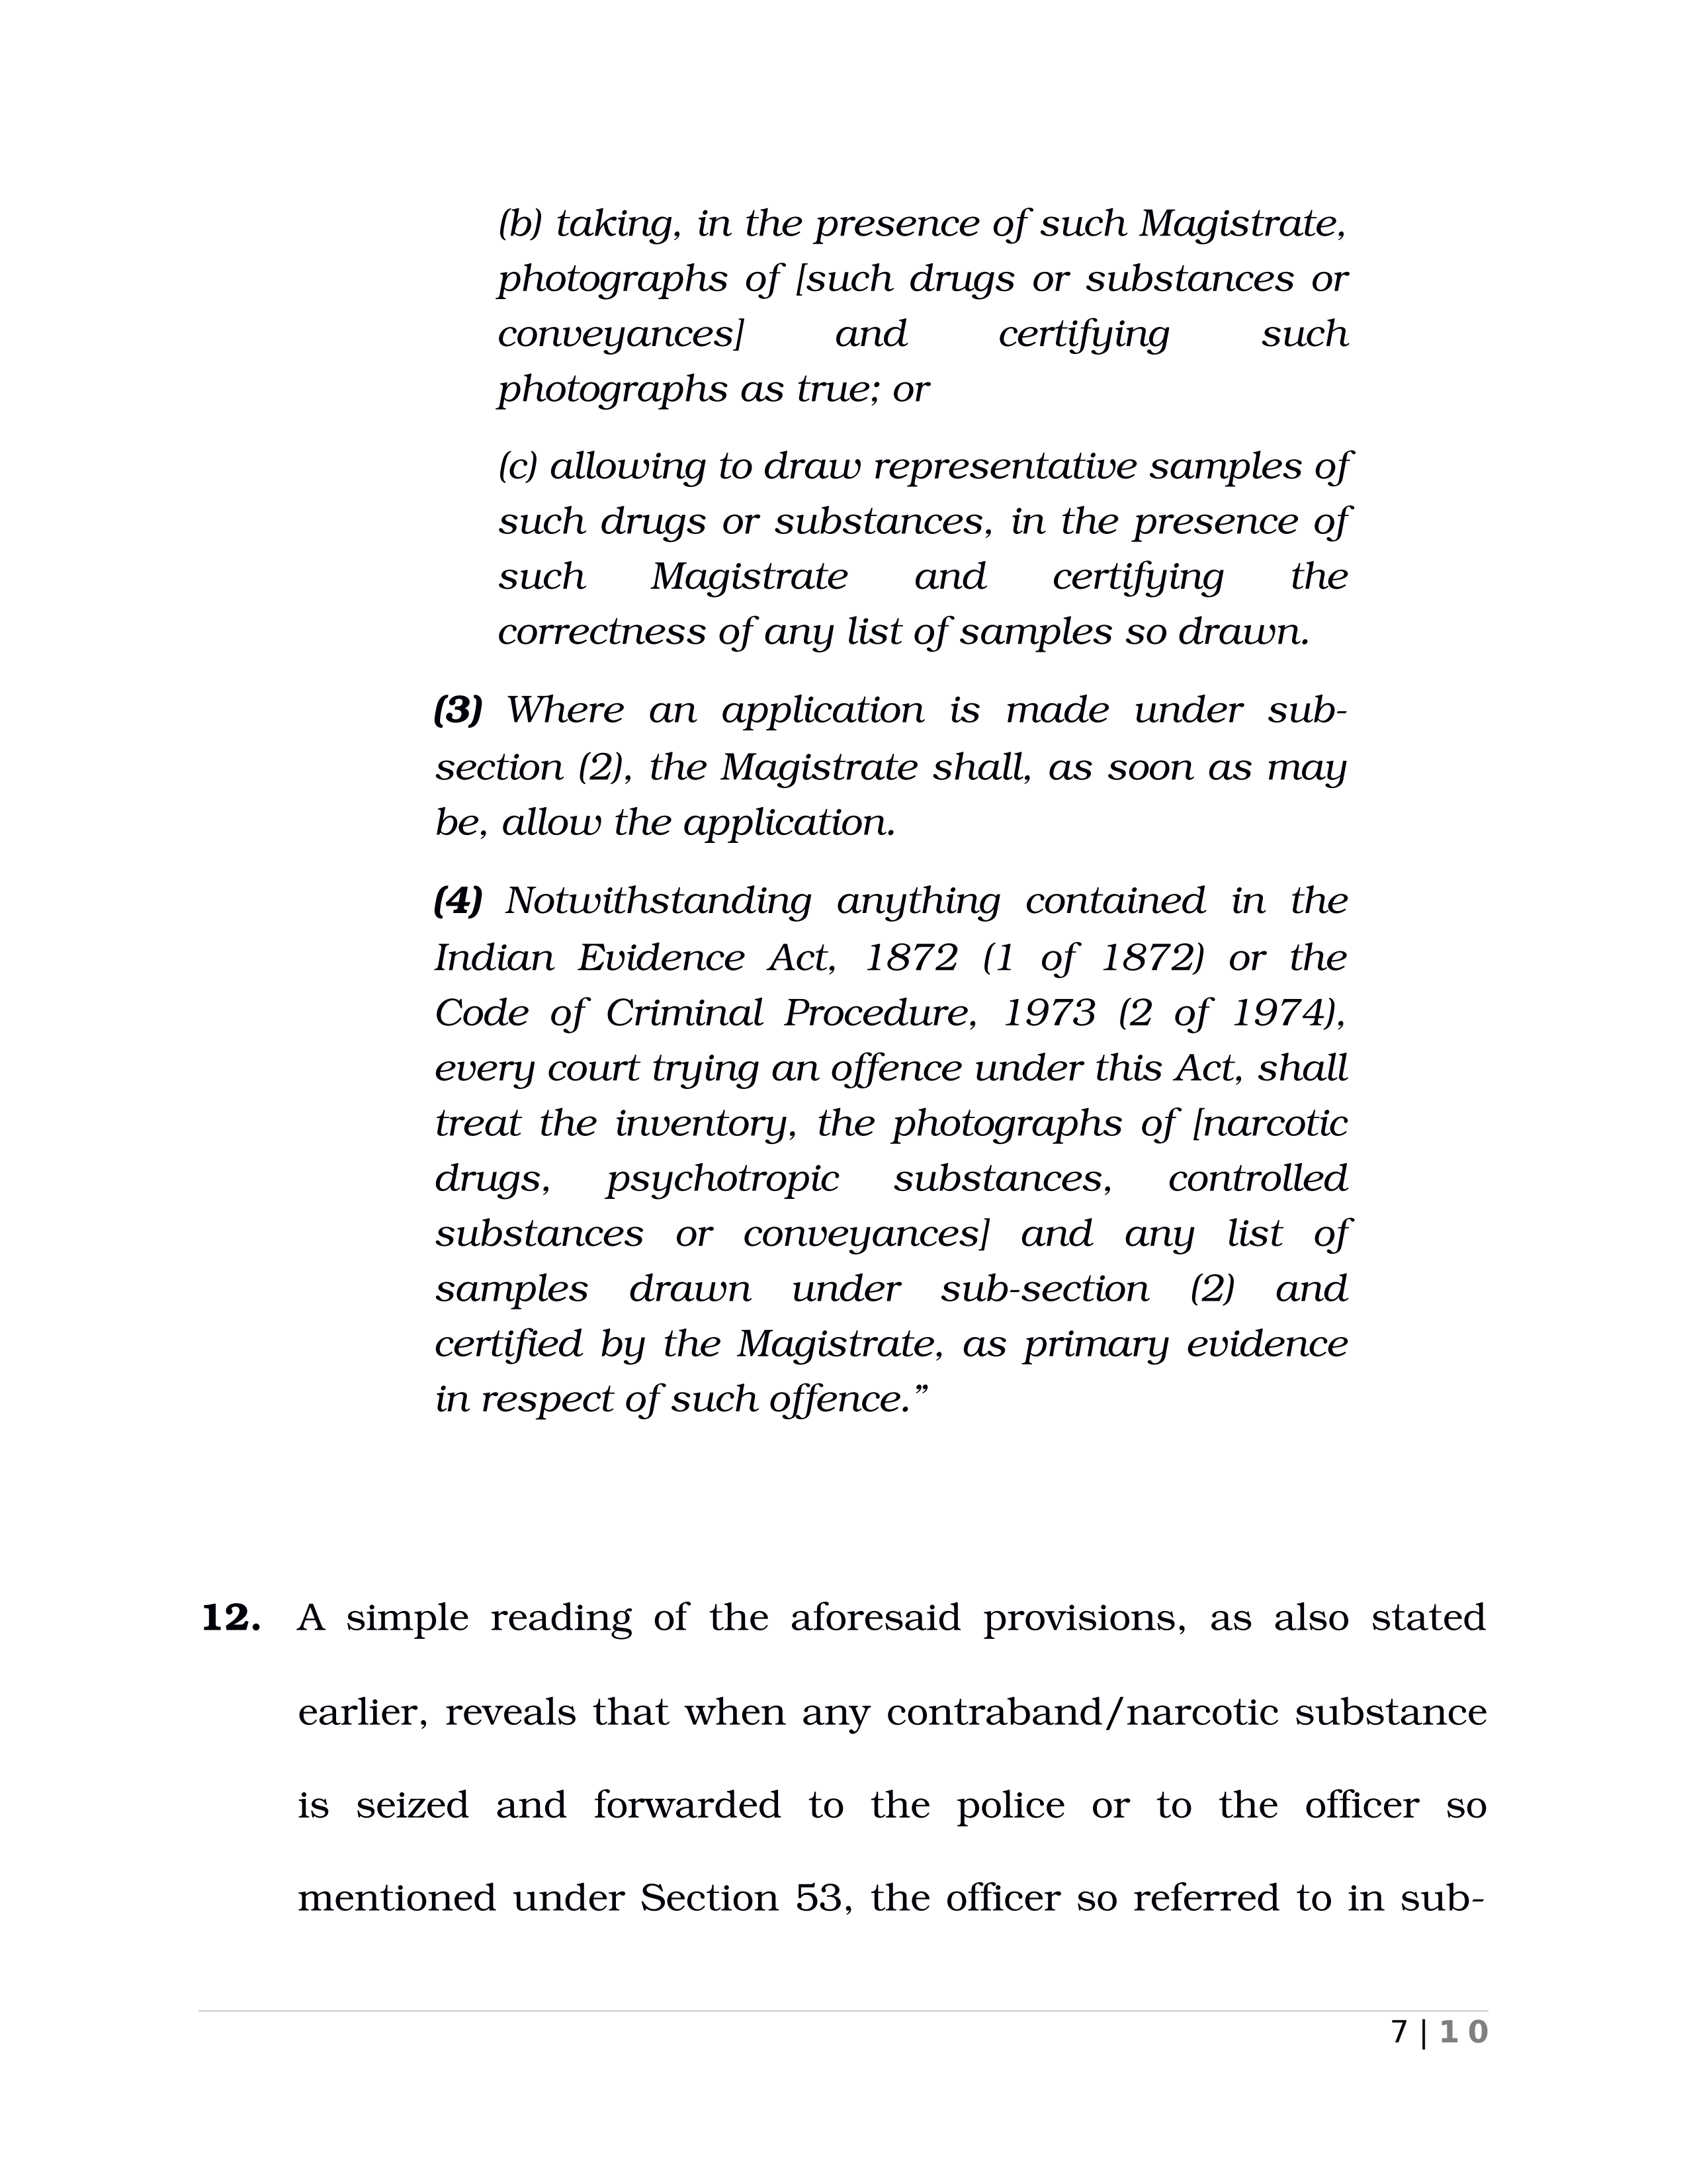 (b) taking, in the presence of such Magistrate,
photographs of [such drugs or substances or
conveyances] and certifying such
photographs as true; or
(c) allowing to draw representative samples of
such drugs or substances, in the presence of
such Magistrate and certifying the
correctness of any list of samples so drawn.
(3) Where an application is made under sub-
section (2), the Magistrate shall, as soon as may
be, allow the application.
(4) Notwithstanding anything contained in the
Indian Evidence Act, 1872 (1 of 1872) or the
Code of Criminal Procedure, 1973 (2 of 1974),
every court trying an offence under this Act, shall
treat the inventory, the photographs of [narcotic
drugs, psychotropic substances, controlled
substances or conveyances] and any list of
samples drawn under sub-section (2) and
certified by the Magistrate, as primary evidence
in respect of such offence.”
12. A simple reading of the aforesaid provisions, as also stated
earlier, reveals that when any contraband/narcotic substance
is seized and forwarded to the police or to the officer so
mentioned under Section 53, the officer so referred to in sub-
7 | 1 0